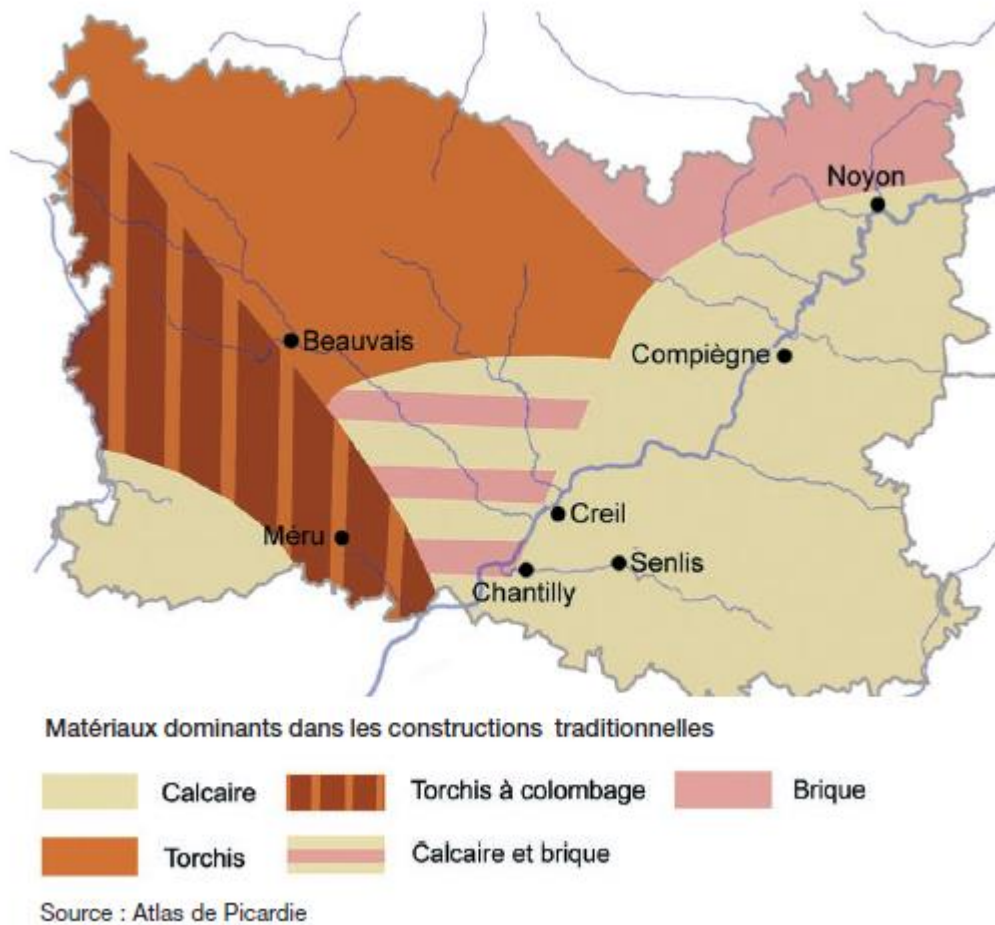 Noyon
Beauvais
Compiègne
Creil
Méru
Senlis
Chantilly
Matériaux dominants dans les constructions traditionnelles
Calcaire
Torchis à colombage
Brique
Torchis
Calcaire et brique
Source : Atlas de Picardie